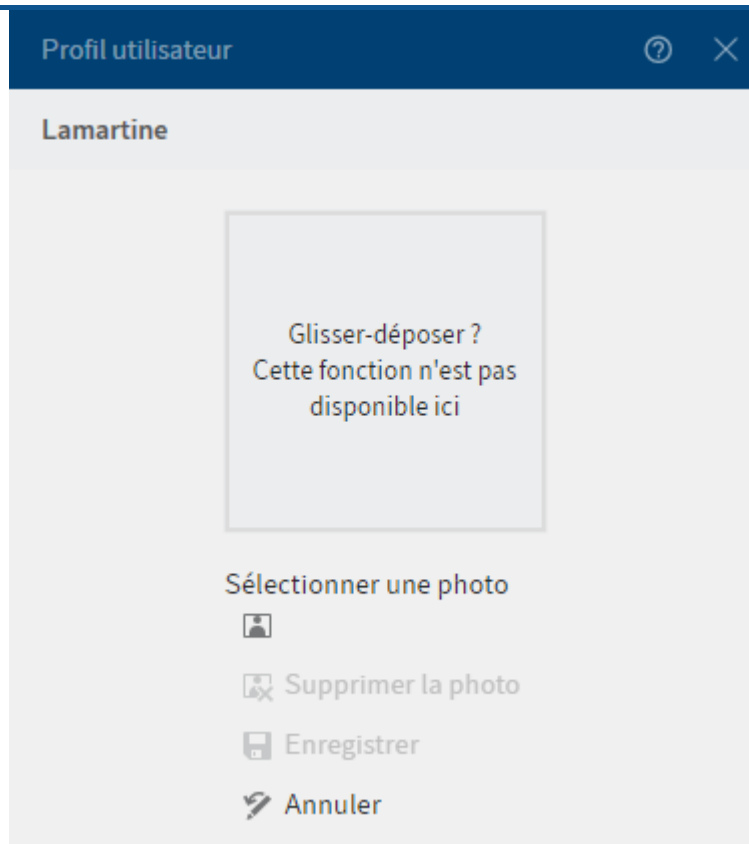 Profil utilisateur
Lamartine
Glisser-déposer ?
Cette fonction n'est pas
disponible ici
Sélectionner une photo
Supprimer la photo
Enregistrer
Annuler